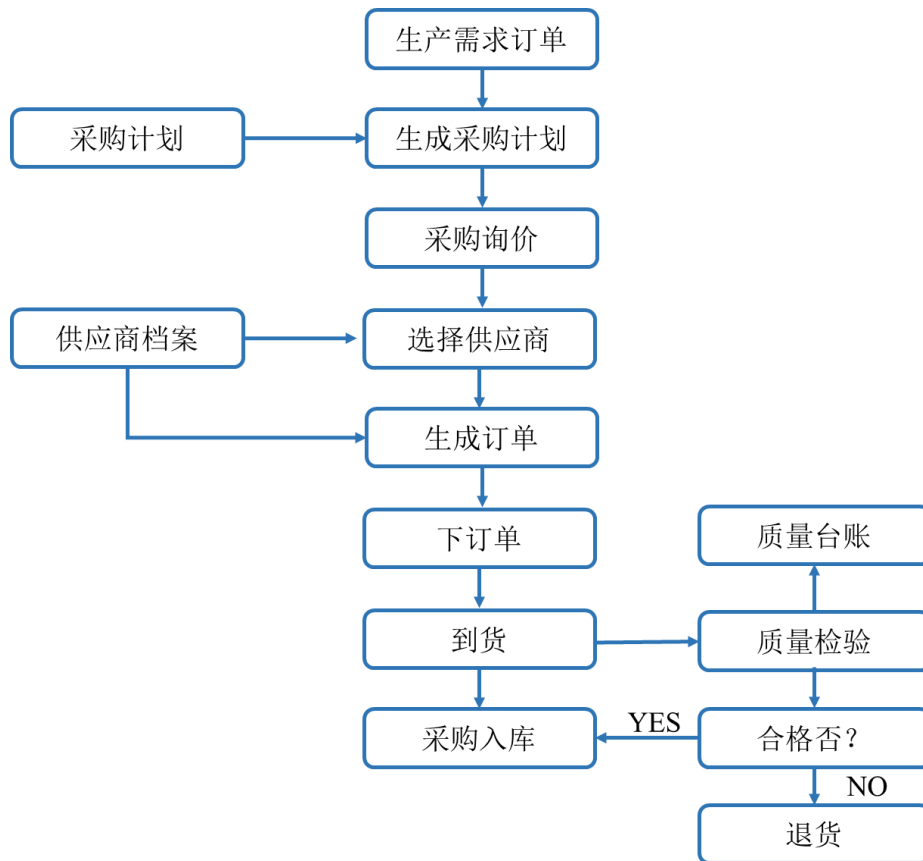 生产需求订单
采购计划
生成采购计划
采购询价
供应商档案
选择供应商
生成订单
下订单
质量台账
到货
质量检验
采购入库
YES
合格否？
NO
退货